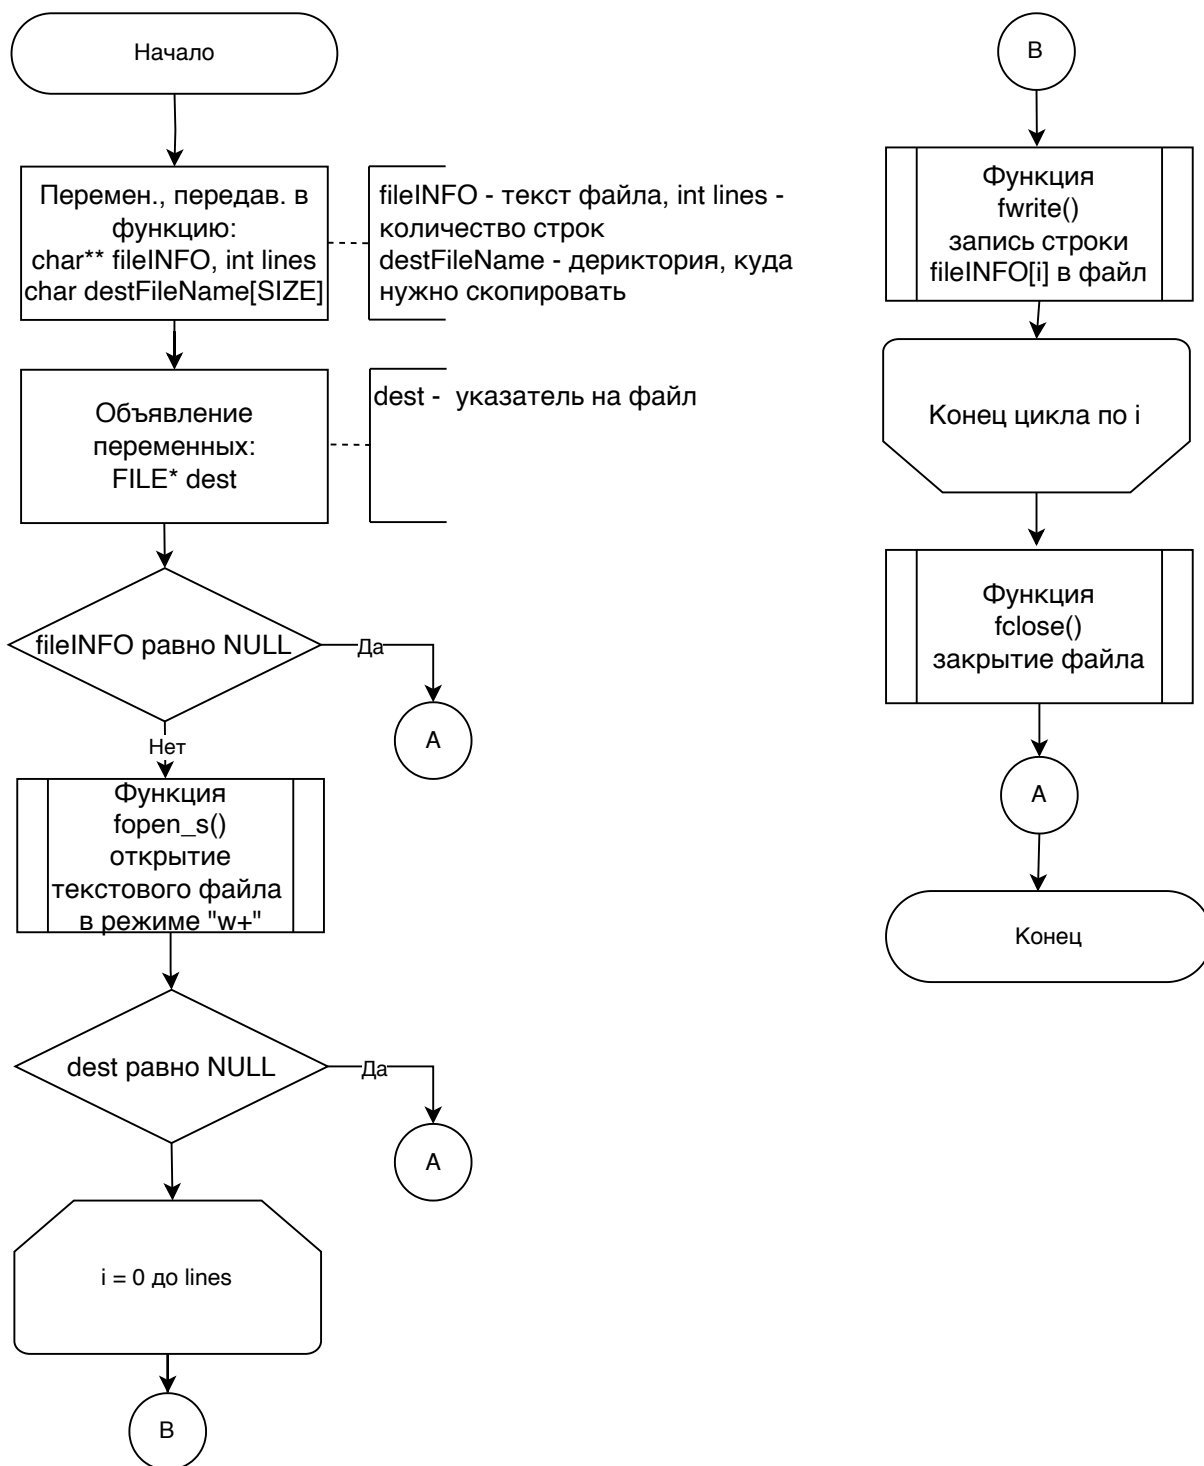 Начало
Перемен., передав. в
функцию:
char** fileINFO, int lines
char destFileName[SIZE]
fileINFO - текст файла, int lines -
количество строк
destFileName - дериктория, куда
нужно скопировать
Объявление
переменных:
FILE* dest
dest - указатель на файл
fileINFO равно NULL
Да
A
Нет
Функция
fopen_s()
открытие
текстового файла
в режиме "w+"
dest равно NULL
Да
A
i = 0 до lines
B
B
Функция
fwrite()
запись строки
fileINFO[i] в файл
Конец цикла по i
Функция
fclose()
закрытие файла
A
Конец